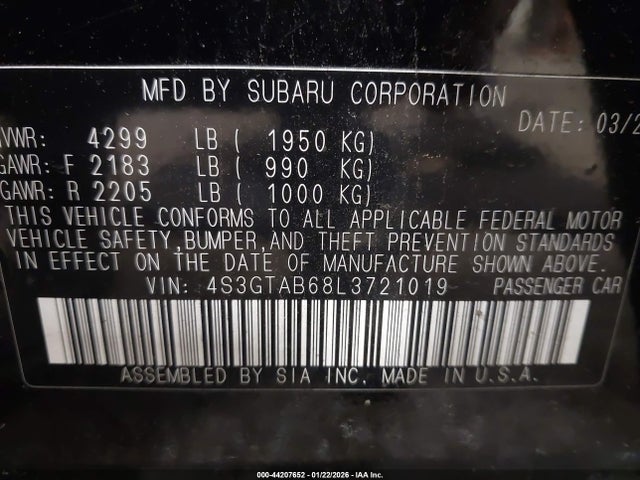 MFD BY SUBARU CORPORATION
DATE: 03/2
VWR: 4299 LB ( 1950 KG)
GAWR: F 2183 LB ( 990 KG)
GAWR: R 2205 LB ( 1000 KG)
THIS VEHICLE CONFORMS TO ALL APPLICABLE FEDERAL MOTOR
VEHICLE SAFETY,BUMPER,AND THEFT PREVENTION STANDARDS
IN EFFECT ON THE DATE OF MANUFACTURE SHOWN ABOVE.
VIN: 4S3GTAB68L3721019 PASSENGER CAR
ASSEMBLED BY SIA INC. MADE IN U.S.A.
000-44207652 - 01/22/2026 - IAA Inc.